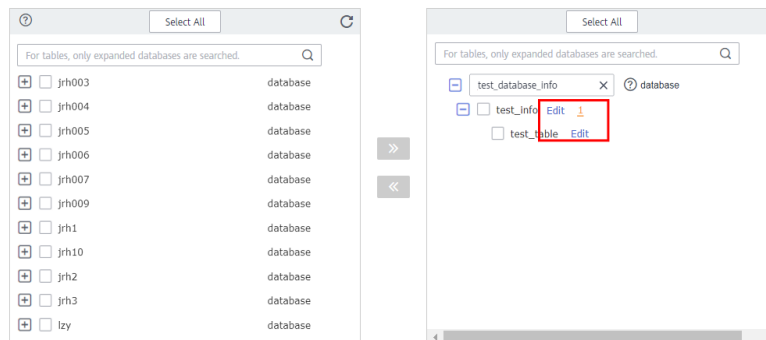 Select All
For tables, only expanded databases are searched.
jrh003 database
jrh004 database
jrh005 database
jrh006 database
jrh007 database
jrh009 database
jrh1 database
jrh10 database
jrh2 database
jrh3 database
lzy database
Select All
For tables, only expanded databases are searched.
test_database_info database
test_info Edit 1
test_table Edit